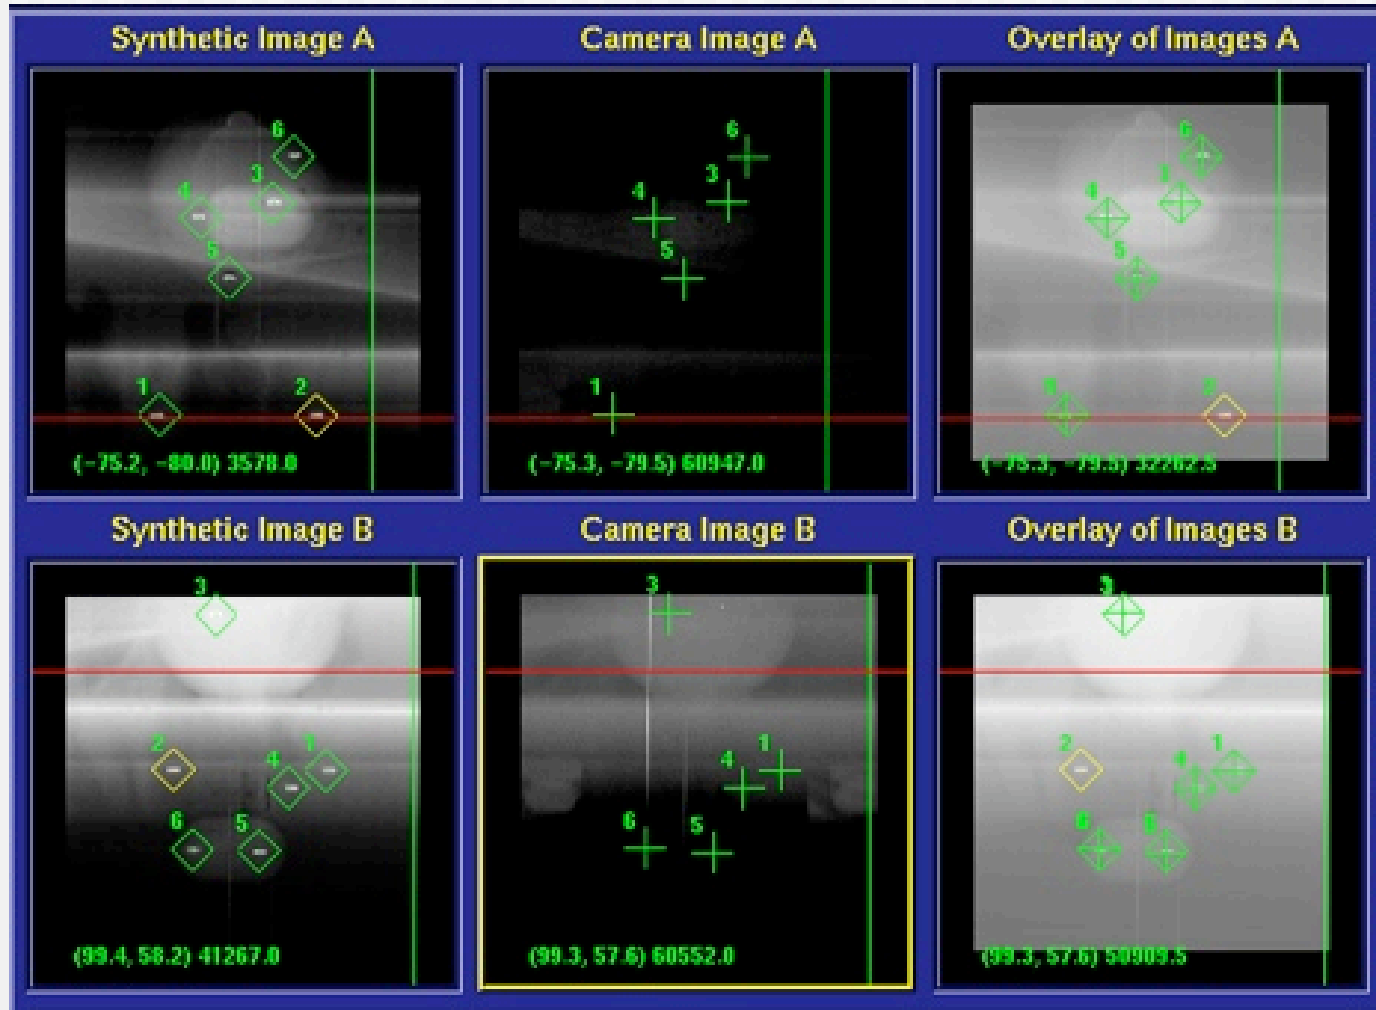 Synthetic Image A
Camera Image A
Overlay of Images A
6
3
4
5
1
2
(-75.2, -80.0) 3578.0
6
3
4
5
1
(-75.3, -79.5) 60947.0
6
3
4
5
2
(-75.3, -79.5) 32262.5
Synthetic Image B
Camera Image B
Overlay of Images B
3
2
1
4
6
5
(99.4, 58.2) 41267.0
3
1
4
6
5
(99.3, 57.6) 60552.0
2
1
4
(99.3, 57.6) 50909.5